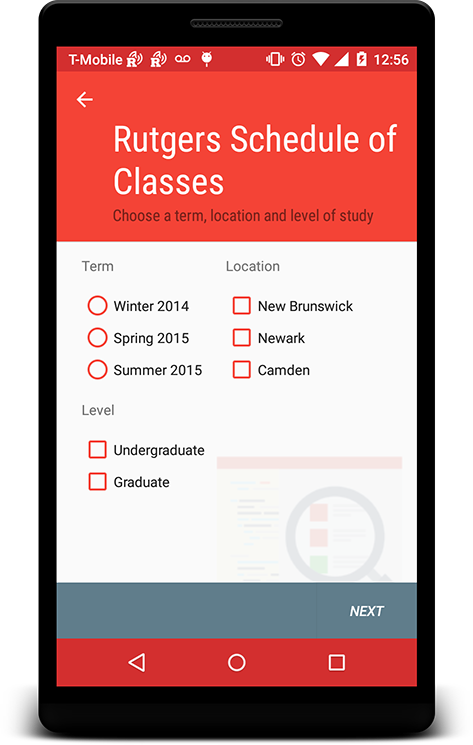 T-Mobile 12:56
Rutgers Schedule of
Classes
Choose a term, location and level of study
Term Location
Winter 2014 New Brunswick
Spring 2015 Newark
Summer 2015 Camden
Level
Undergraduate
Graduate
NEXT